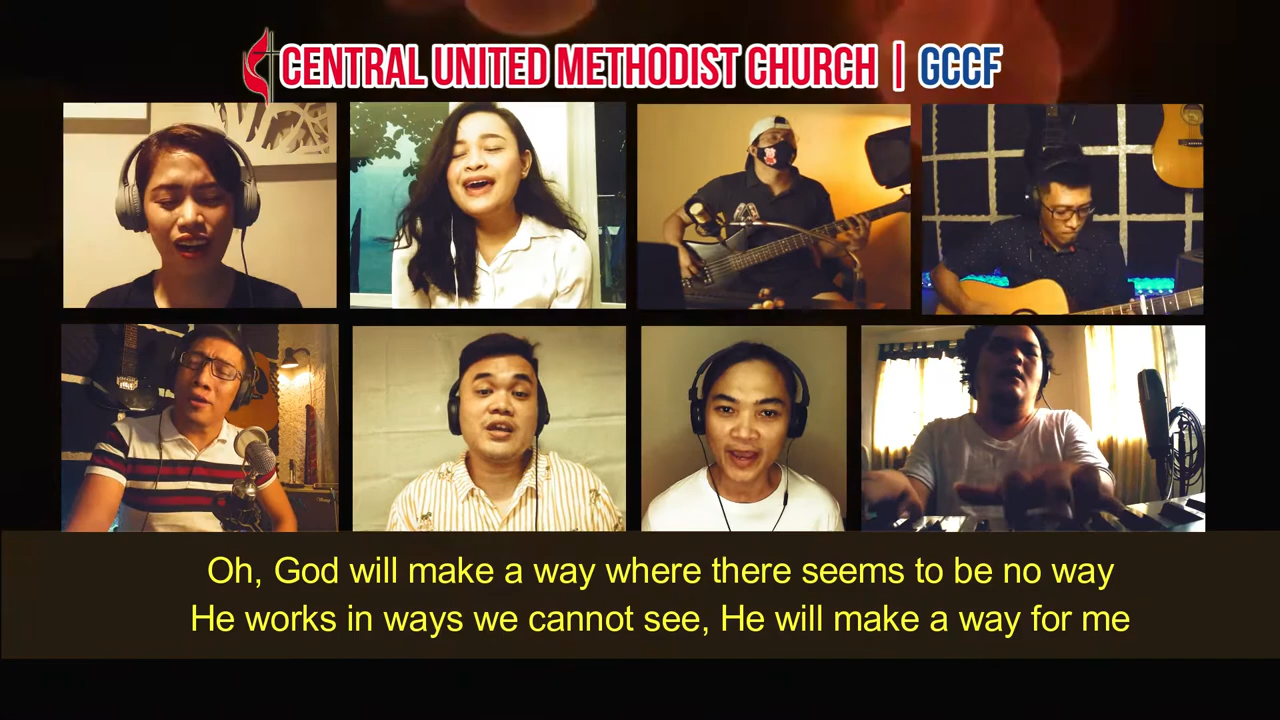 CENTRAL UNITED METHODIST CHURCH | GCCF
Oh, God will make a way where there seems to be no way
He works in ways we cannot see, He will make a way for me